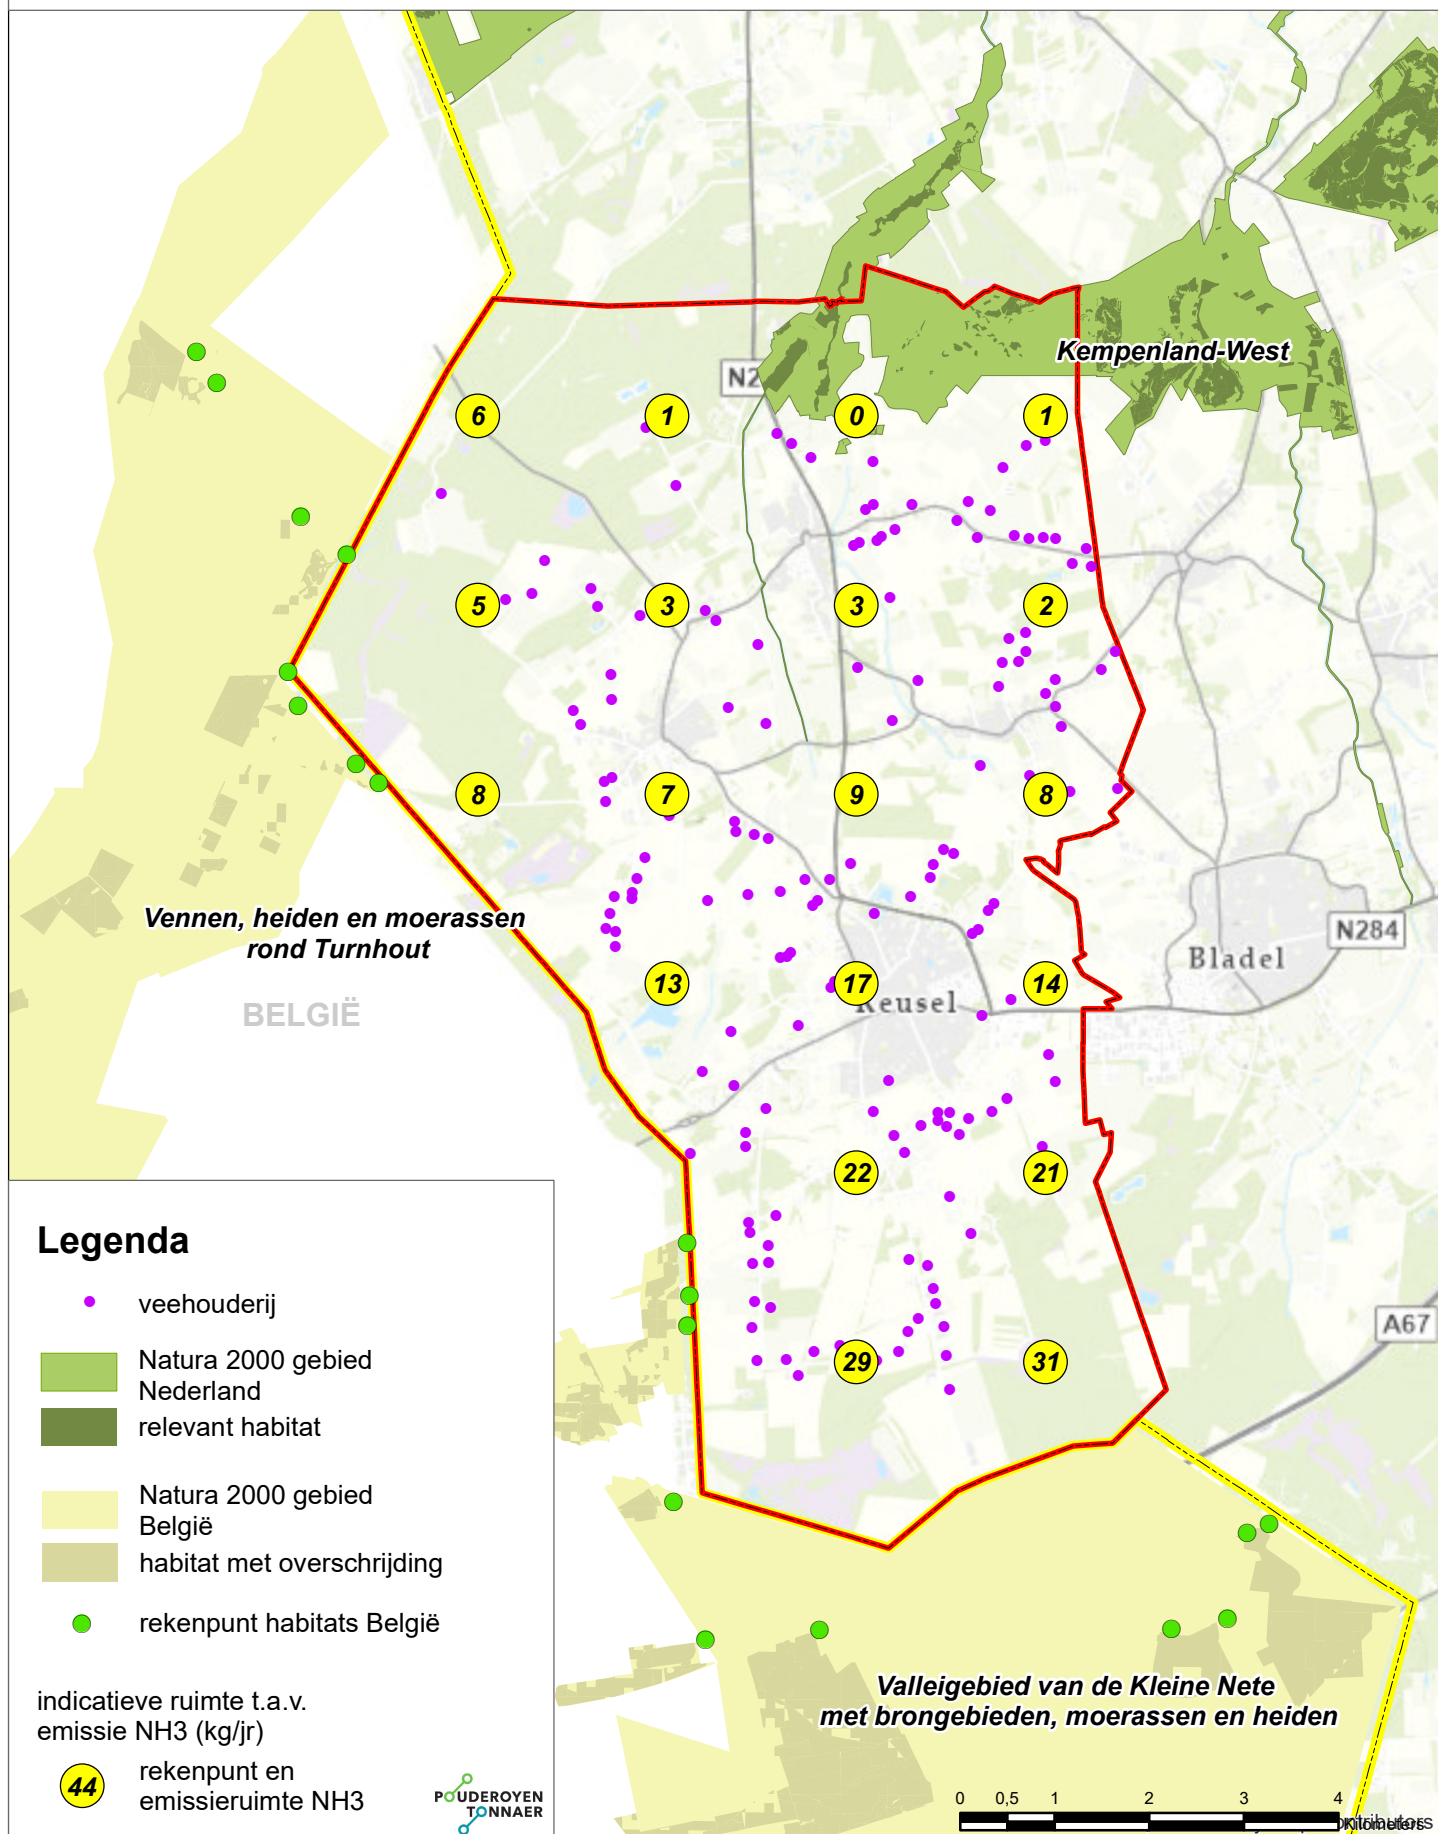 N2
Kempenland-West
6
1
0
1
5
3
3
2
8
7
9
8
Vennen, heiden en moerassen
rond Turnhout
BELGIË
N284
Bladel
13
17
14
Reusel
22
21
29
31
A67
Legenda
veehouderij
Natura 2000 gebied
Nederland
relevant habitat
Natura 2000 gebied
België
habitat met overschrijding
rekenpunt habitats België
indicatieve ruimte t.a.v.
emissie NH3 (kg/jr)
44
rekenpunt en
emissieruimte NH3
POUDEROYEN
TONNAER
Valleigebied van de Kleine Nete
met brongebieden, moerassen en heiden
0 0,5 1 2 3 4
Kilometers